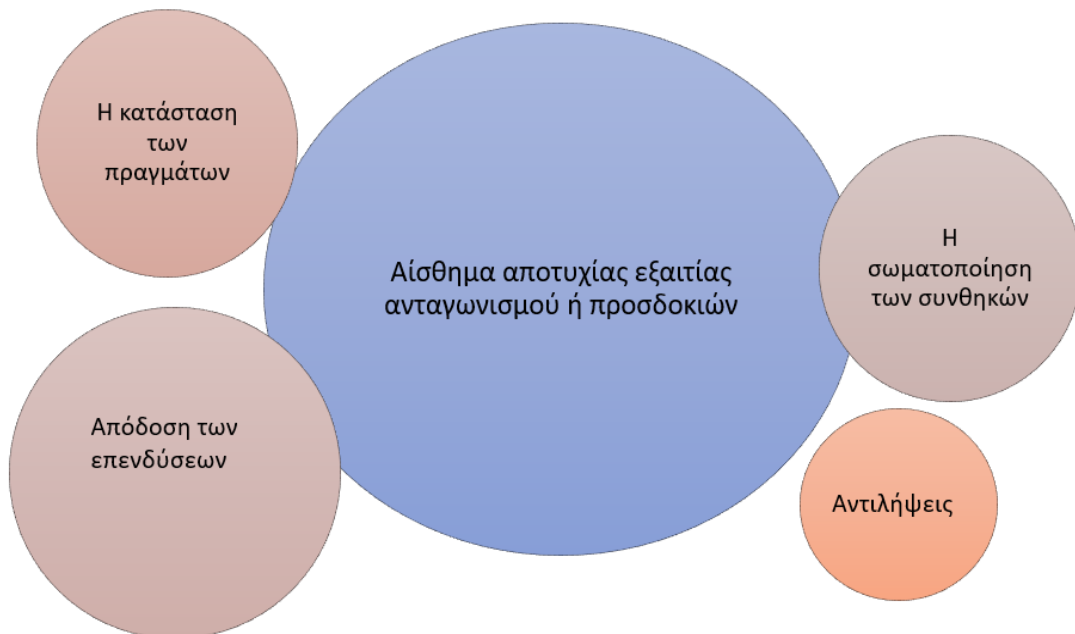 Η κατάσταση
των
πραγμάτων
Αίσθημα αποτυχίας εξαιτίας
ανταγωνισμού ή προσδοκιών
Η
σωματοποίηση
των συνθηκών
Απόδοση των
επενδύσεων
Αντιλήψεις